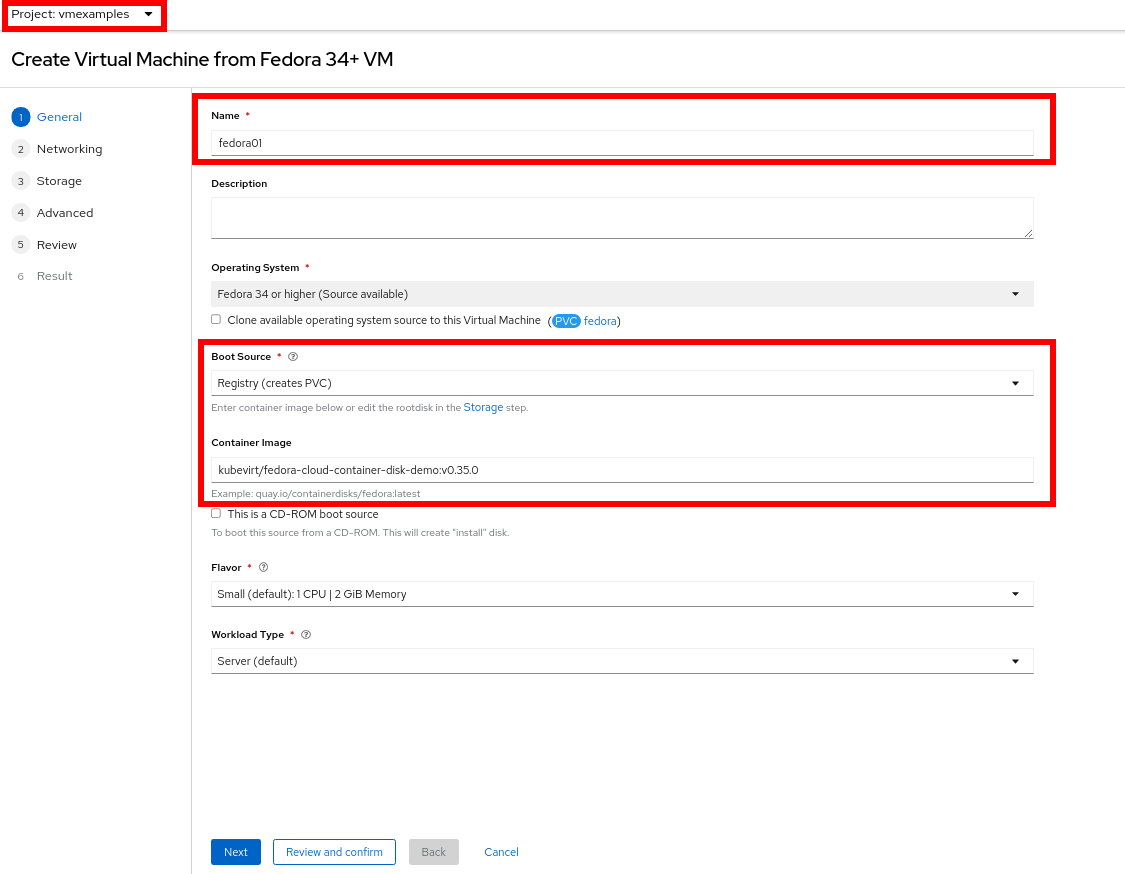 Project: vmexamples
Create Virtual Machine from Fedora 34+ VM
1 General
2 Networking
3 Storage
4 Advanced
5 Review
6 Result
Name *
fedora01
Description
Operating System *
Fedora 34 or higher (Source available)
Clone available operating system source to this Virtual Machine (PVC fedora)
Boot Source * ?
Registry (creates PVC)
Enter container image below or edit the rootdisk in the Storage step.
Container Image
kubevirt/fedora-cloud-container-disk-demo:v0.35.0
Example: quay.io/containerdisks/fedora:latest
This is a CD-ROM boot source
To boot this source from a CD-ROM. This will create "install" disk.
Flavor * ?
Small (default): 1 CPU | 2 GiB Memory
Workload Type * ?
Server (default)
Next Review and confirm Back Cancel